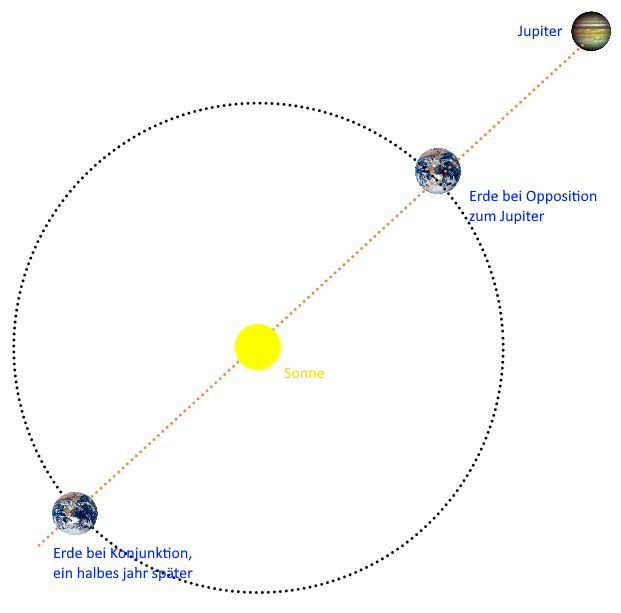 Jupiter
Erde bei Opposition
zum Jupiter
Sonne
Erde bei Konjunktion,
ein halbes jahr später